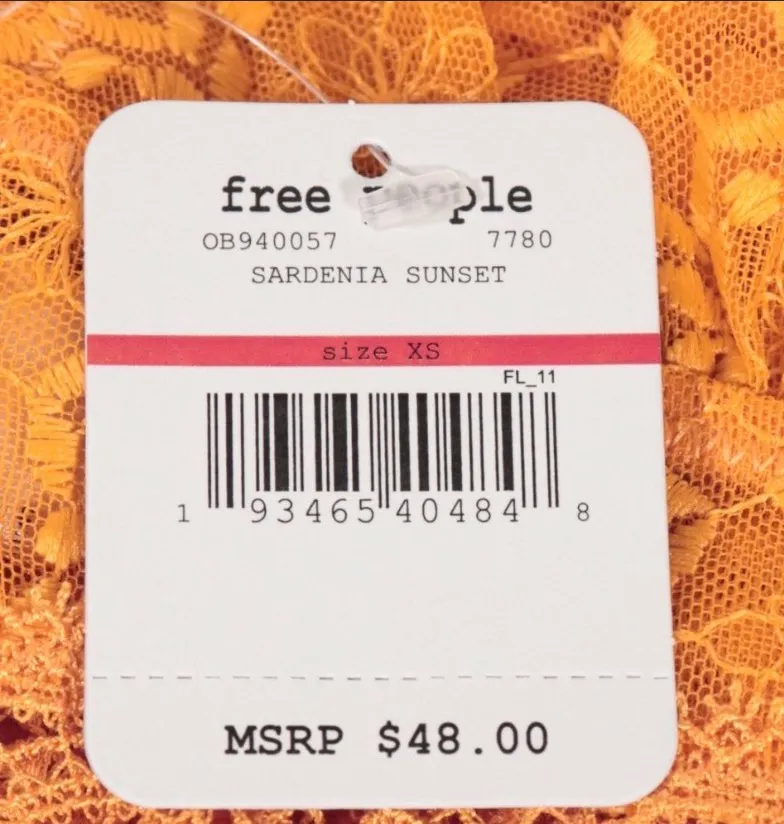 free people
OB940057 7780
SARDENIA SUNSET
size XS
FL_11
1 93465 40484 8
MSRP $48.00